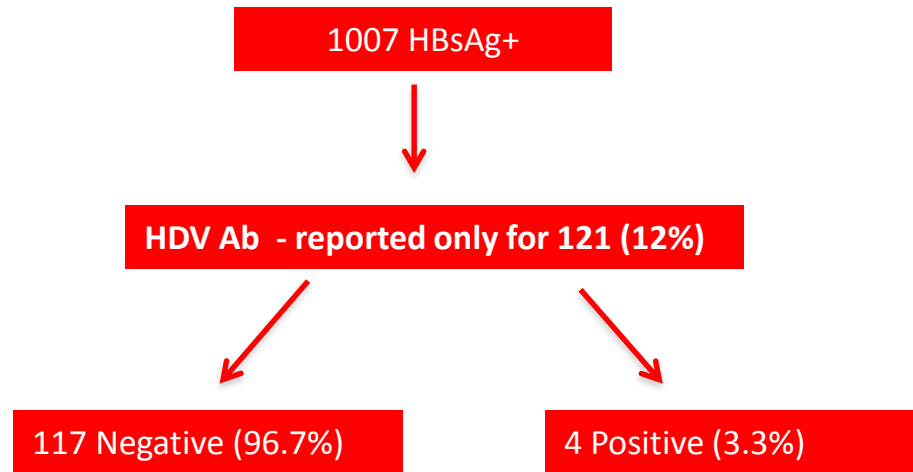 1007 HBsAg+
HDV Ab  - reported only for 121 (12%)
117 Negative (96.7%)
4 Positive (3.3%)